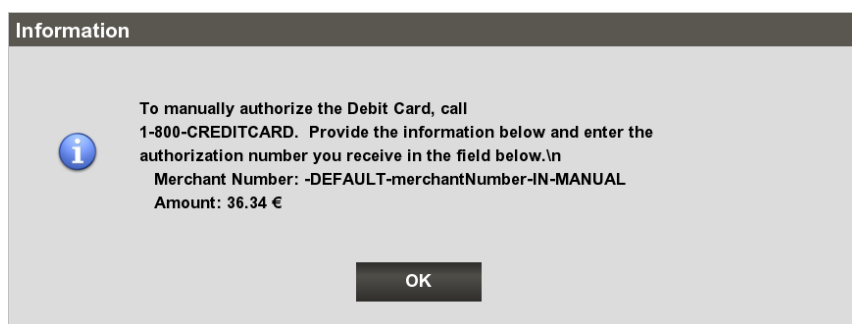 Information
To manually authorize the Debit Card, call
1-800-CREDITCARD.  Provide the information below and enter the
authorization number you receive in the field below.\n
Merchant Number: -DEFAULT-merchantNumber-IN-MANUAL
Amount: 36.34 €
OK